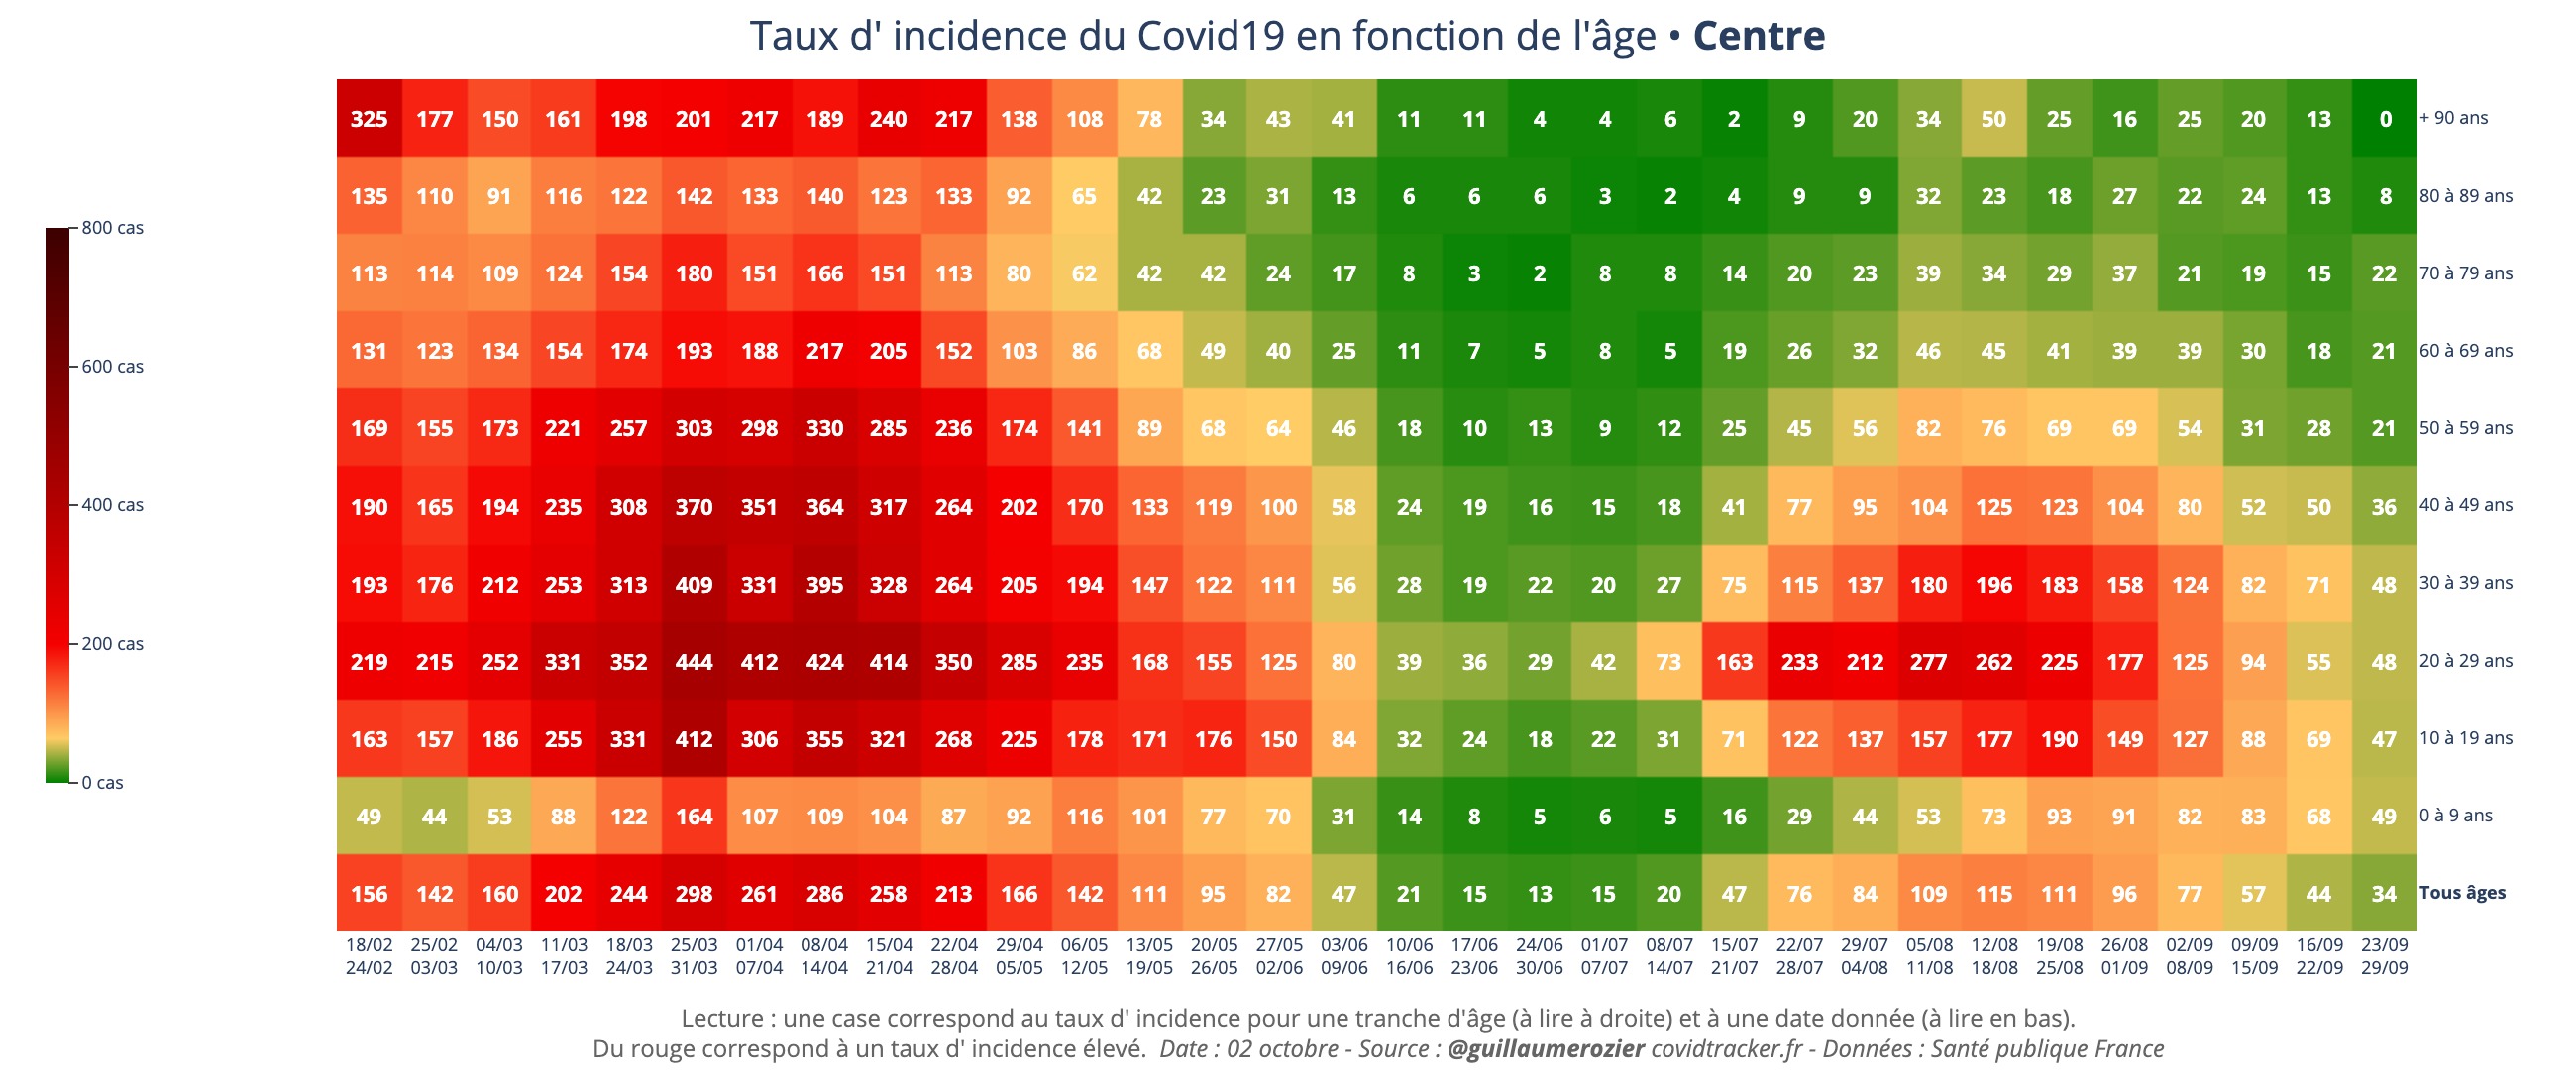 Taux d' incidence du Covid19 en fonction de l'âge • Centre
325 177 150 161 198 201 217 189 240 217 138 108 78 34 43 41 11 11 4 4 6 2 9 20 34 50 25 16 25 20 13 0 + 90 ans
135 110 91 116 122 142 133 140 123 133 92 65 42 23 31 13 6 6 6 3 2 4 9 9 32 23 18 27 22 24 13 8 80 à 89 ans
800 cas
113 114 109 124 154 180 151 166 151 113 80 62 42 42 24 17 8 3 2 8 8 14 20 23 39 34 29 37 21 19 15 22 70 à 79 ans
131 123 134 154 174 193 188 217 205 152 103 86 68 49 40 25 11 7 5 8 5 19 26 32 46 45 41 39 39 30 18 21 60 à 69 ans
600 cas
169 155 173 221 257 303 298 330 285 236 174 141 89 68 64 46 18 10 13 9 12 25 45 56 82 76 69 69 54 31 28 21 50 à 59 ans
400 cas
190 165 194 235 308 370 351 364 317 264 202 170 133 119 100 58 24 19 16 15 18 41 77 95 104 125 123 104 80 52 50 36 40 à 49 ans
193 176 212 253 313 409 331 395 328 264 205 194 147 122 111 56 28 19 22 20 27 75 115 137 180 196 183 158 124 82 71 48 30 à 39 ans
200 cas
219 215 252 331 352 444 412 424 414 350 285 235 168 155 125 80 39 36 29 42 73 163 233 212 277 262 225 177 125 94 55 48 20 à 29 ans
163 157 186 255 331 412 306 355 321 268 225 178 171 176 150 84 32 24 18 22 31 71 122 137 157 177 190 149 127 88 69 47 10 à 19 ans
0 cas
49 44 53 88 122 164 107 109 104 87 92 116 101 77 70 31 14 8 5 6 5 16 29 44 53 73 93 91 82 83 68 49 0 à 9 ans
156 142 160 202 244 298 261 286 258 213 166 142 111 95 82 47 21 15 13 15 20 47 76 84 109 115 111 96 77 57 44 34 Tous âges
18/02 25/02 04/03 11/03 18/03 25/03 01/04 08/04 15/04 22/04 29/04 06/05 13/05 20/05 27/05 03/06 10/06 17/06 24/06 01/07 08/07 15/07 22/07 29/07 05/08 12/08 19/08 26/08 02/09 09/09 16/09 23/09
24/02 03/03 10/03 17/03 24/03 31/03 07/04 14/04 21/04 28/04 05/05 12/05 19/05 26/05 02/06 09/06 16/06 23/06 30/06 07/07 14/07 21/07 28/07 04/08 11/08 18/08 25/08 01/09 08/09 15/09 22/09 29/09
Lecture : une case correspond au taux d' incidence pour une tranche d'âge (à lire à droite) et à une date donnée (à lire en bas).
Du rouge correspond à un taux d' incidence élevé. Date : 02 octobre - Source : @guillaumerozier covidtracker.fr - Données : Santé publique France